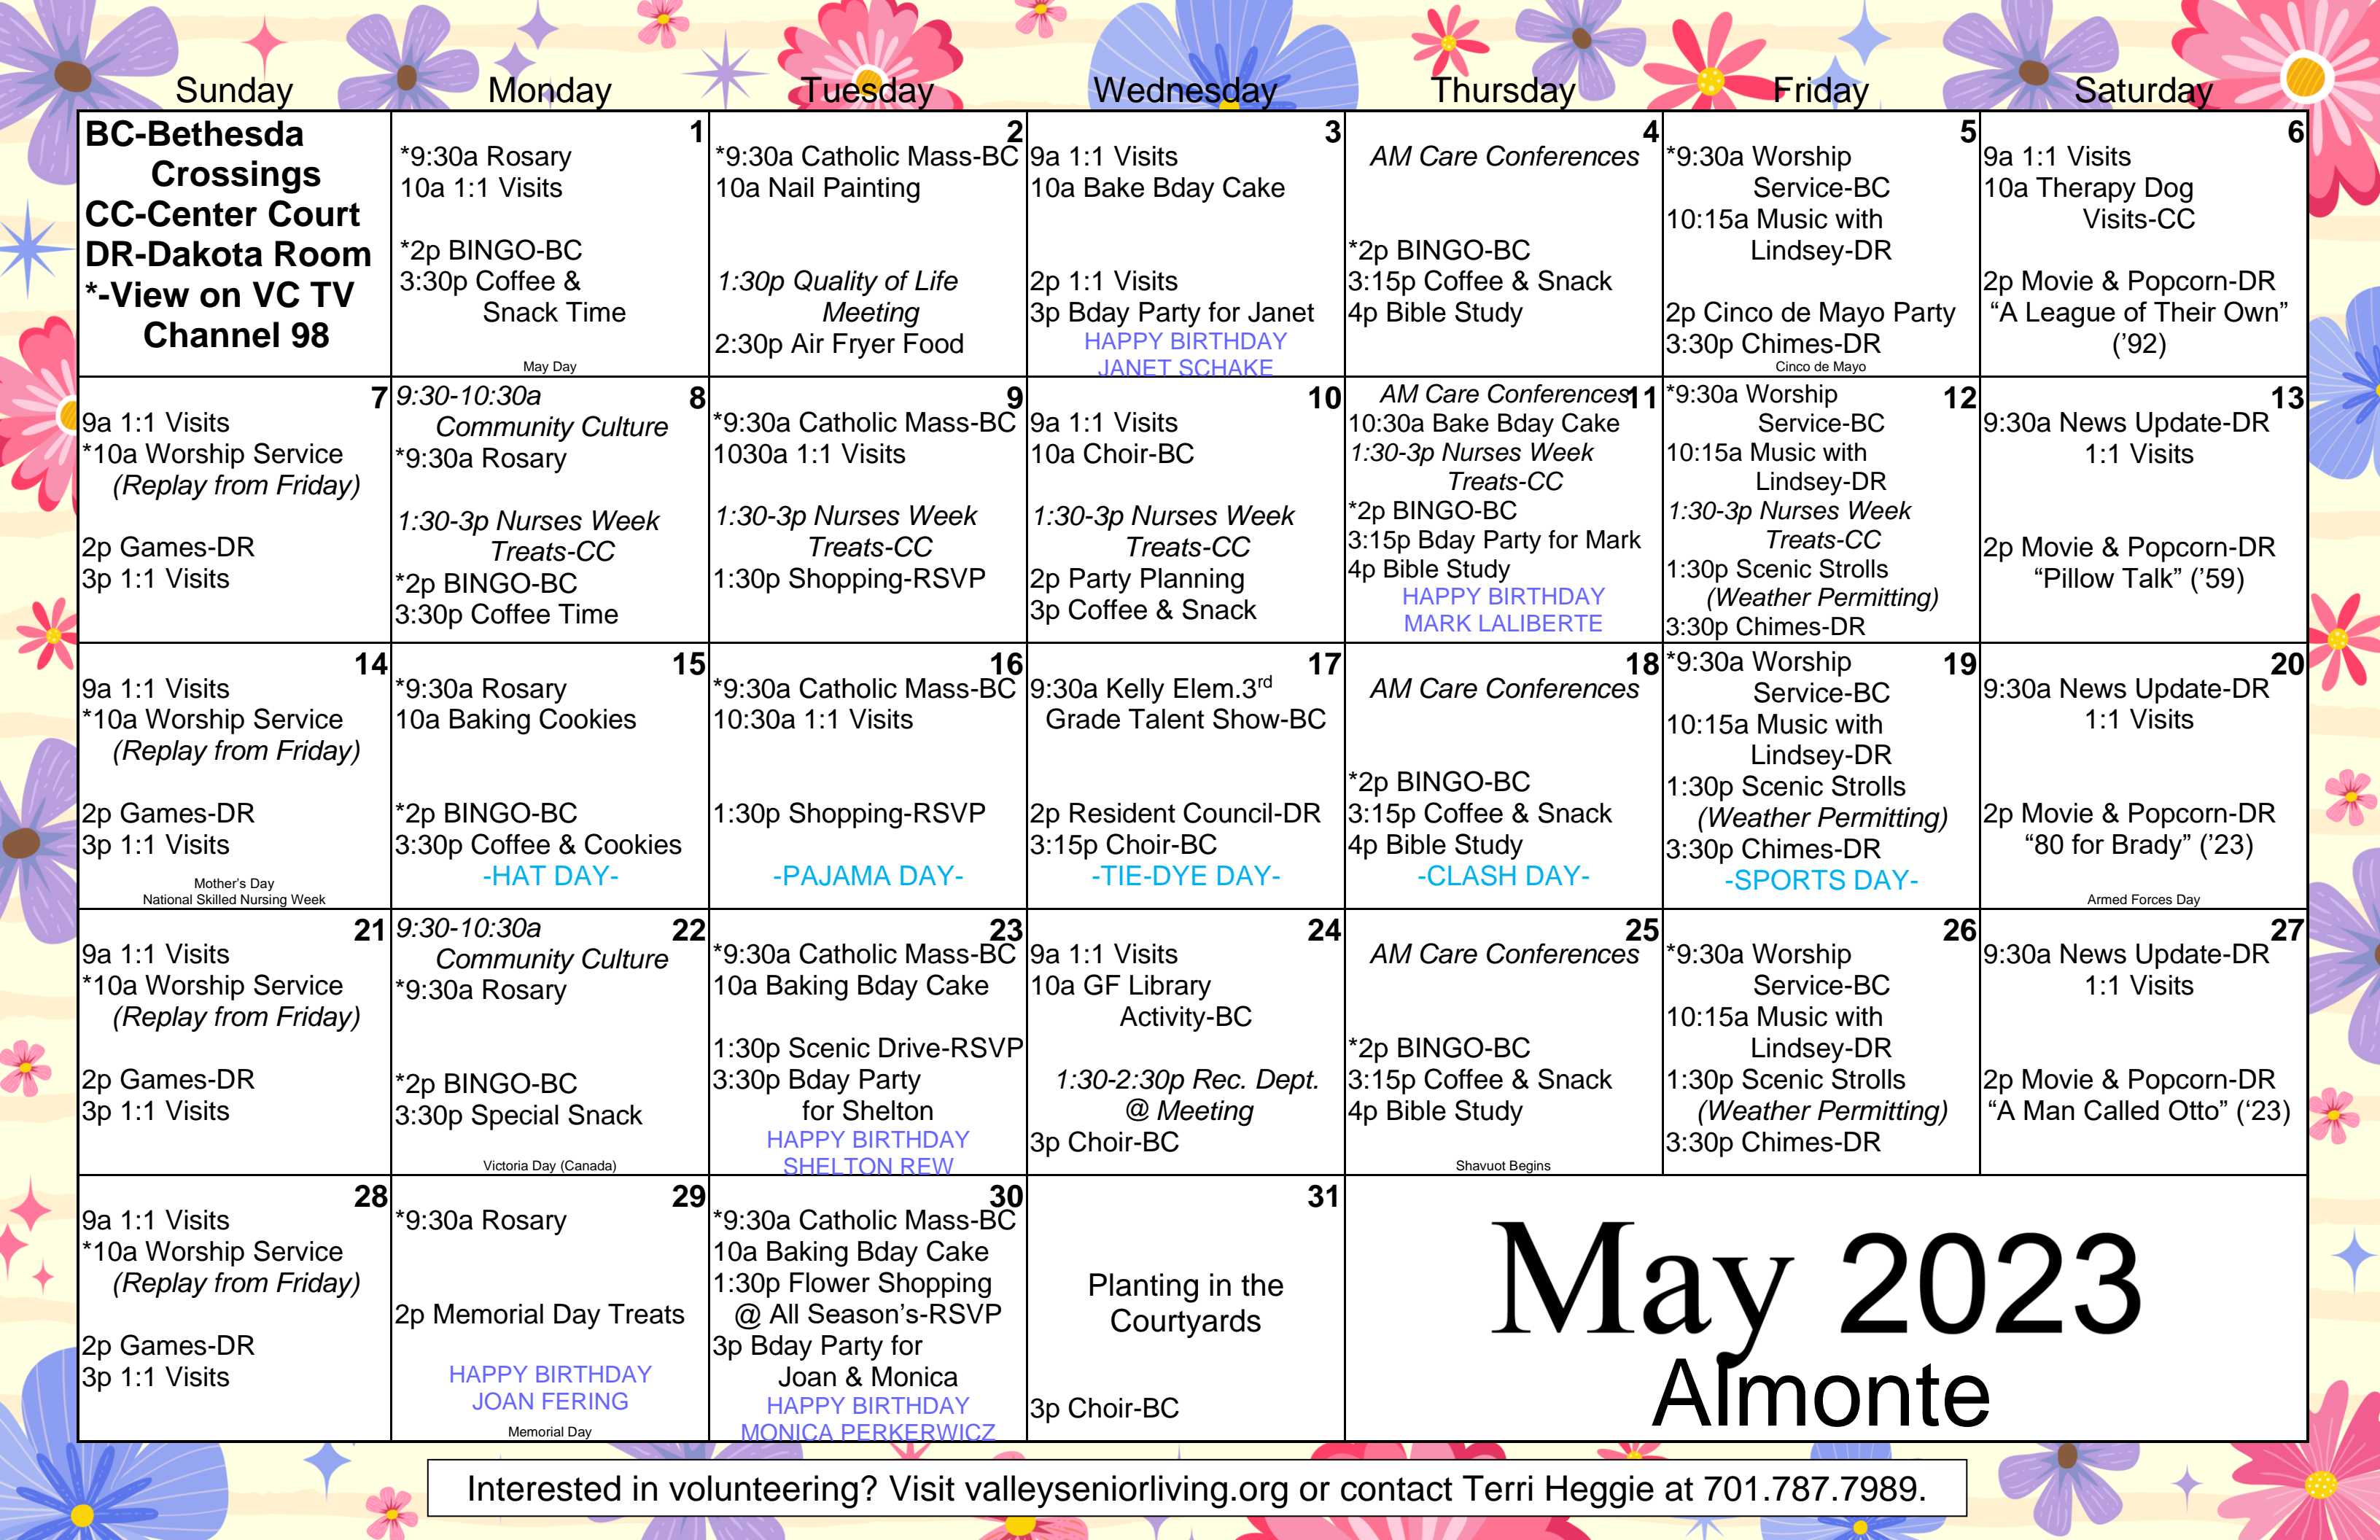 Sunday Monday Tuesday Wednesday Thursday Friday Saturday
BC-Bethesda
Crossings
CC-Center Court
DR-Dakota Room
*-View on VC TV
Channel 98
1
*9:30a Rosary
10a 1:1 Visits
*2p BINGO-BC
3:30p Coffee &
Snack Time
May Day
2
*9:30a Catholic Mass-BC
10a Nail Painting
1:30p Quality of Life
Meeting
2:30p Air Fryer Food
3
9a 1:1 Visits
10a Bake Bday Cake
2p 1:1 Visits
3p Bday Party for Janet
HAPPY BIRTHDAY
JANET SCHAKE
4
AM Care Conferences
*2p BINGO-BC
3:15p Coffee & Snack
4p Bible Study
5
*9:30a Worship
Service-BC
10:15a Music with
Lindsey-DR
2p Cinco de Mayo Party
3:30p Chimes-DR
Cinco de Mayo
6
9a 1:1 Visits
10a Therapy Dog
Visits-CC
2p Movie & Popcorn-DR
“A League of Their Own”
(’92)
7
9a 1:1 Visits
*10a Worship Service
(Replay from Friday)
2p Games-DR
3p 1:1 Visits
8
9:30-10:30a
Community Culture
*9:30a Rosary
1:30-3p Nurses Week
Treats-CC
*2p BINGO-BC
3:30p Coffee Time
9
*9:30a Catholic Mass-BC
1030a 1:1 Visits
1:30-3p Nurses Week
Treats-CC
1:30p Shopping-RSVP
10
9a 1:1 Visits
10a Choir-BC
1:30-3p Nurses Week
Treats-CC
2p Party Planning
3p Coffee & Snack
AM Care Conferences 11
10:30a Bake Bday Cake
1:30-3p Nurses Week
Treats-CC
*2p BINGO-BC
3:15p Bday Party for Mark
4p Bible Study
HAPPY BIRTHDAY
MARK LALIBERTE
12
*9:30a Worship
Service-BC
10:15a Music with
Lindsey-DR
1:30-3p Nurses Week
Treats-CC
1:30p Scenic Strolls
(Weather Permitting)
3:30p Chimes-DR
13
9:30a News Update-DR
1:1 Visits
2p Movie & Popcorn-DR
“Pillow Talk” (’59)
14
9a 1:1 Visits
*10a Worship Service
(Replay from Friday)
2p Games-DR
3p 1:1 Visits
Mother’s Day
National Skilled Nursing Week
15
*9:30a Rosary
10a Baking Cookies
*2p BINGO-BC
3:30p Coffee & Cookies
-HAT DAY-
16
*9:30a Catholic Mass-BC
10:30a 1:1 Visits
1:30p Shopping-RSVP
-PAJAMA DAY-
17
9:30a Kelly Elem.3rd
Grade Talent Show-BC
2p Resident Council-DR
3:15p Choir-BC
-TIE-DYE DAY-
18
AM Care Conferences
*2p BINGO-BC
3:15p Coffee & Snack
4p Bible Study
-CLASH DAY-
19
*9:30a Worship
Service-BC
10:15a Music with
Lindsey-DR
1:30p Scenic Strolls
(Weather Permitting)
3:30p Chimes-DR
-SPORTS DAY-
20
9:30a News Update-DR
1:1 Visits
2p Movie & Popcorn-DR
“80 for Brady” (’23)
Armed Forces Day
21
9a 1:1 Visits
*10a Worship Service
(Replay from Friday)
2p Games-DR
3p 1:1 Visits
22
9:30-10:30a
Community Culture
*9:30a Rosary
*2p BINGO-BC
3:30p Special Snack
Victoria Day (Canada)
23
*9:30a Catholic Mass-BC
10a Baking Bday Cake
1:30p Scenic Drive-RSVP
3:30p Bday Party
for Shelton
HAPPY BIRTHDAY
SHELTON REW
24
9a 1:1 Visits
10a GF Library
Activity-BC
1:30-2:30p Rec. Dept.
@ Meeting
3p Choir-BC
25
AM Care Conferences
*2p BINGO-BC
3:15p Coffee & Snack
4p Bible Study
Shavuot Begins
26
*9:30a Worship
Service-BC
10:15a Music with
Lindsey-DR
1:30p Scenic Strolls
(Weather Permitting)
3:30p Chimes-DR
27
9:30a News Update-DR
1:1 Visits
2p Movie & Popcorn-DR
“A Man Called Otto” (‘23)
28
9a 1:1 Visits
*10a Worship Service
(Replay from Friday)
2p Games-DR
3p 1:1 Visits
29
*9:30a Rosary
2p Memorial Day Treats
HAPPY BIRTHDAY
JOAN FERING
Memorial Day
30
*9:30a Catholic Mass-BC
10a Baking Bday Cake
1:30p Flower Shopping
@ All Season’s-RSVP
3p Bday Party for
Joan & Monica
HAPPY BIRTHDAY
MONICA PERKERWICZ
31
Planting in the
Courtyards
3p Choir-BC
May 2023
Almonte
Interested in volunteering? Visit valleyseniorliving.org or contact Terri Heggie at 701.787.7989.